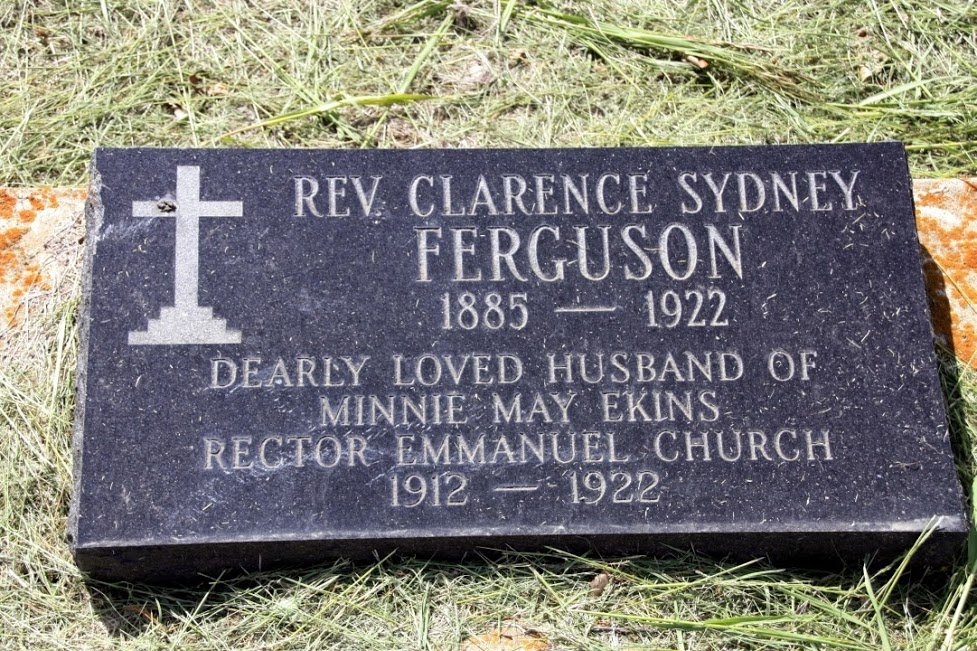 REV. CLARENCE SYDNEY
FERGUSON
1885 — 1922
DEARLY LOVED HUSBAND OF
MINNIE MAY EKINS
RECTOR EMMANUEL CHURCH
1912 — 1922